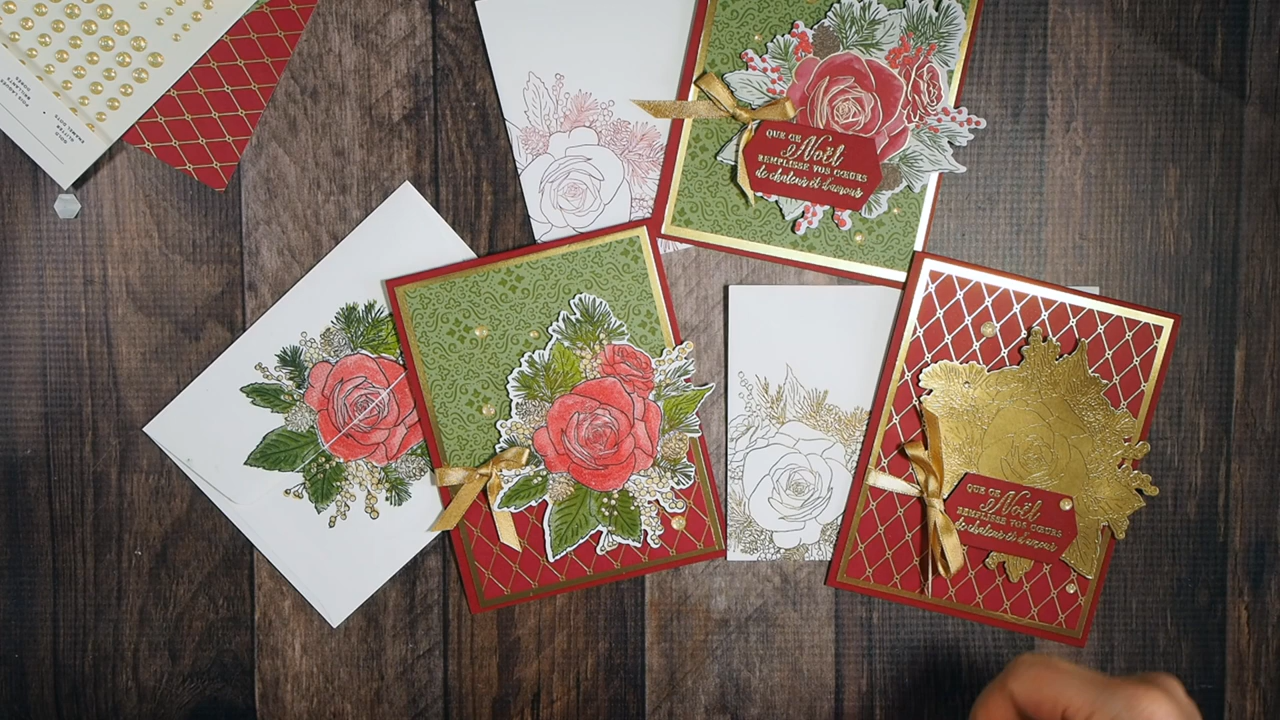 QUE CE
Noël
REMPLISSE VOS CŒURS
de chaleur et d'amour
QUE CE
Noël
REMPLISSE VOS CŒURS
de chaleur et d'amour